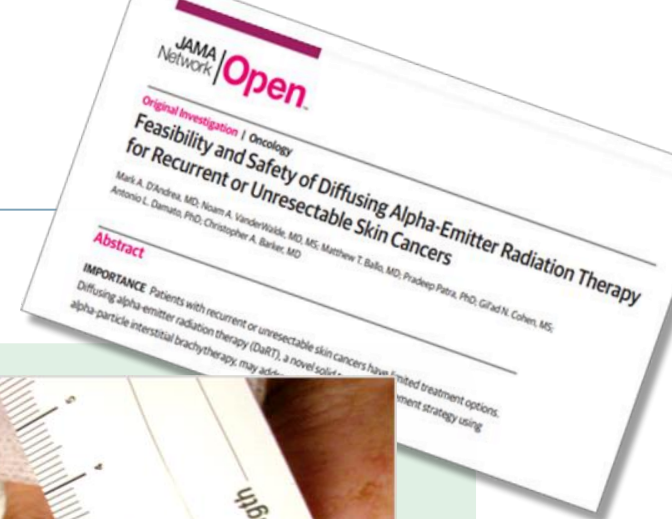 JAMA
Network
Open
Original Investigation | Oncology
Feasibility and Safety of Diffusing Alpha-Emitter Radiation Therapy
for Recurrent or Unresectable Skin Cancers
Mark A. D'Andrea, MD; Noam A. VanderWalde, MD, MS; Matthew T. Ballo, MD; Pradeep Patra, PhD; Gil'ad N. Cohen, MS;
Antonio L. Damato, PhD; Christopher A. Barker, MD
Abstract
IMPORTANCE Patients with recurrent or unresectable skin cancers have limited treatment options.
Diffusing alpha-emitter radiation therapy (DaRT), a novel solid
ment strategy using
alpha-particle interstitial brachytherapy, may
5
4
gth